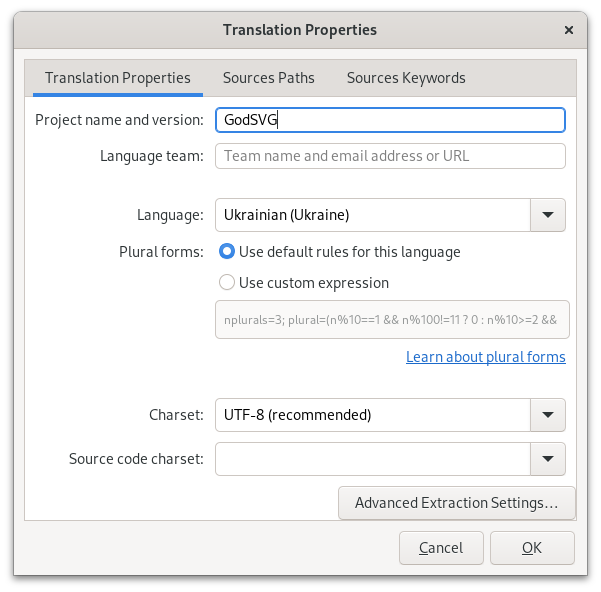 Translation Properties
Translation Properties Sources Paths Sources Keywords
Project name and version: GodSVG
Language team: Team name and email address or URL
Language: Ukrainian (Ukraine)
Plural forms: Use default rules for this language
Use custom expression
nplurals=3; plural=(n%10==1 && n%100!=11 ? 0 : n%10>=2 &&
Learn about plural forms
Charset: UTF-8 (recommended)
Source code charset:
Advanced Extraction Settings…
Cancel OK